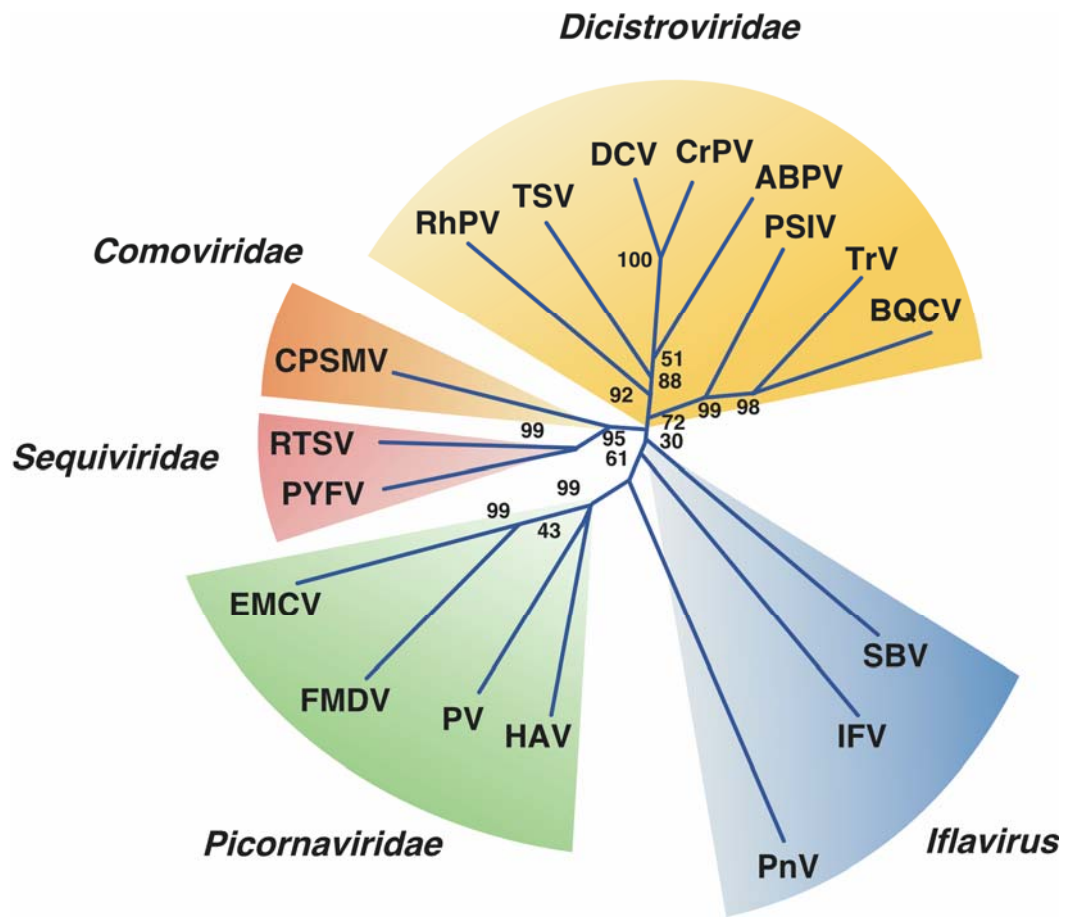 Dicistroviridae
DCV
CrPV
ABPV
TSV
RhPV
PSIV
TrV
BQCV
100
51
88
92
72
99
98
30
Comoviridae
CPSMV
Sequiviridae
RTSV
PYFV
99
95
61
99
99
43
EMCV
FMDV
PV
HAV
Picornaviridae
SBV
IFV
PnV
Iflavirus